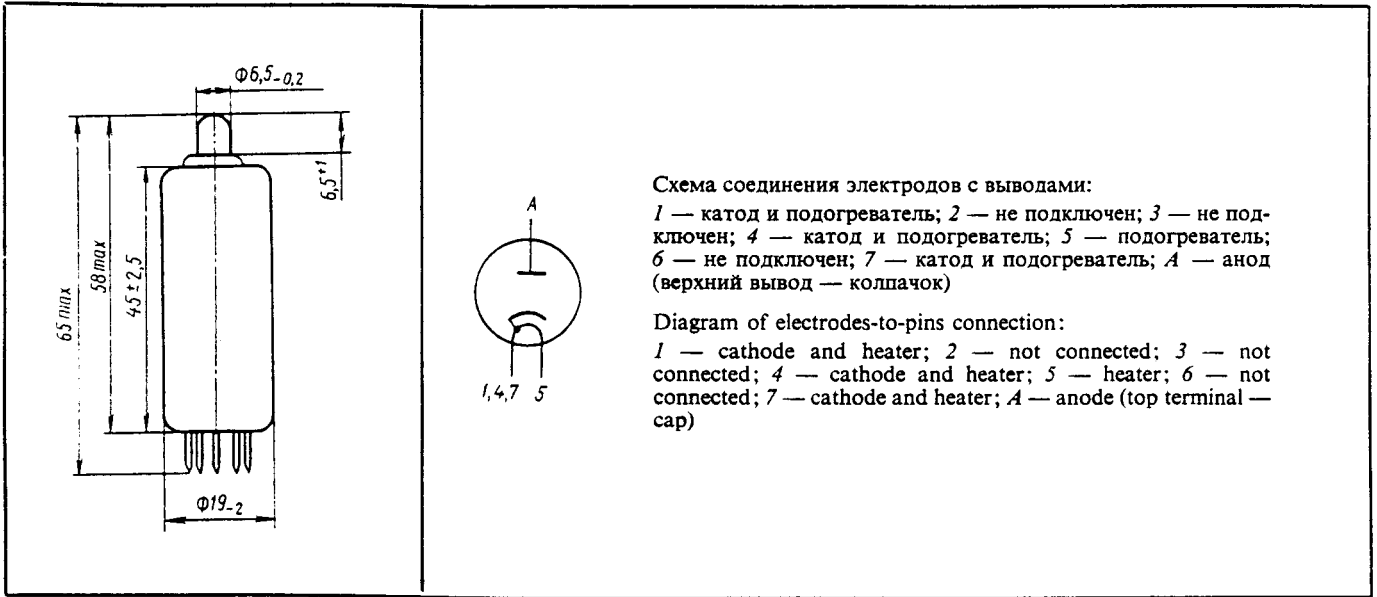 Ф6,5₋₀,₂
6,5⁺¹
65 max
58 max
45 ± 2,5
Ф19₋₂
A
1,4,7 5
Схема соединения электродов с выводами:
1 — катод и подогреватель; 2 — не подключен; 3 — не под-
ключен; 4 — катод и подогреватель; 5 — подогреватель;
6 — не подключен; 7 — катод и подогреватель; А — анод
(верхний вывод — колпачок)
Diagram of electrodes-to-pins connection:
1 — cathode and heater; 2 — not connected; 3 — not
connected; 4 — cathode and heater; 5 — heater; 6 — not
connected; 7 — cathode and heater; A — anode (top terminal —
cap)